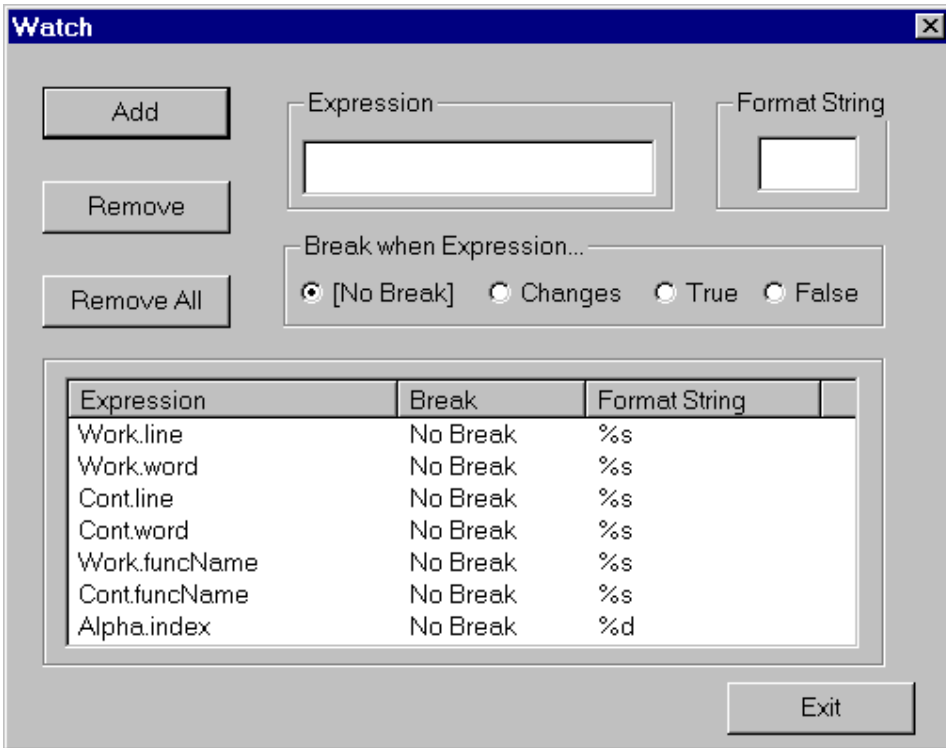 Watch
Add
Expression
Format String
Remove
Break when Expression...
Remove All
[No Break] Changes True False
Expression Break Format String
Work.line No Break %s
Work.word No Break %s
Cont.line No Break %s
Cont.word No Break %s
Work.funcName No Break %s
Cont.funcName No Break %s
Alpha.index No Break %d
Exit